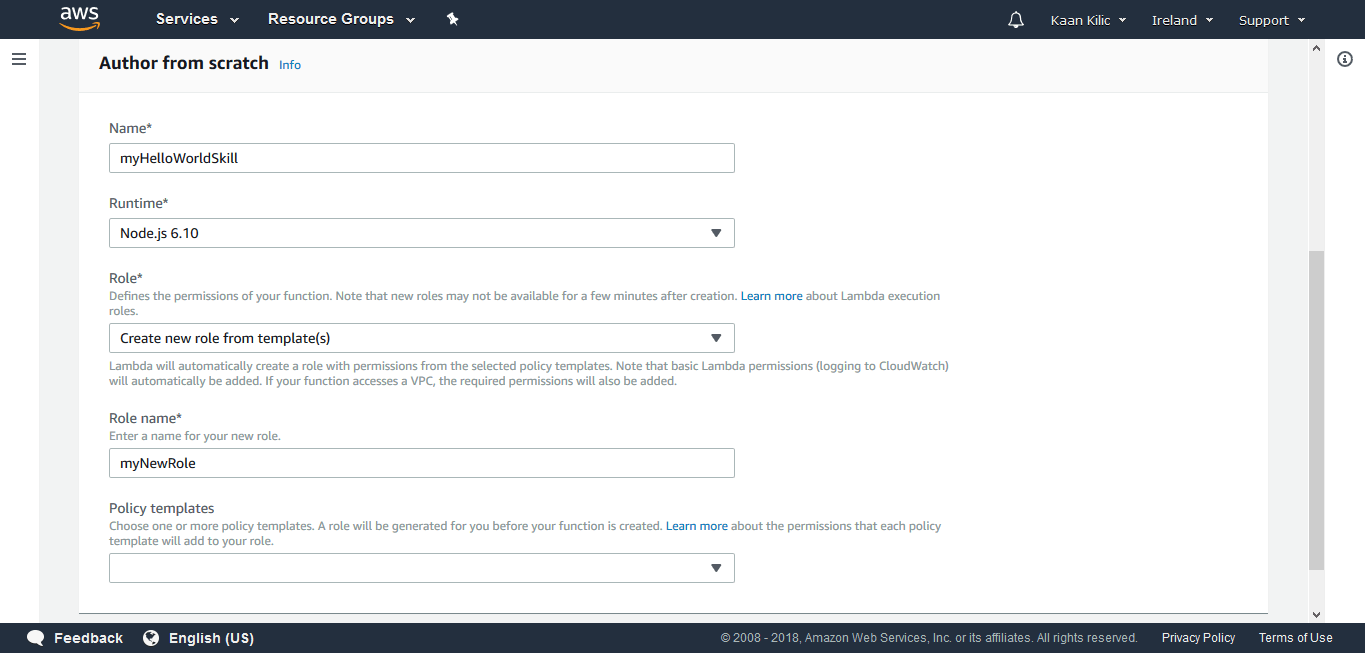 aws Services Resource Groups Kaan Kilic Ireland Support
Author from scratch Info
Name*
myHelloWorldSkill
Runtime*
Node.js 6.10
Role*
Defines the permissions of your function. Note that new roles may not be available for a few minutes after creation. Learn more about Lambda execution
roles.
Create new role from template(s)
Lambda will automatically create a role with permissions from the selected policy templates. Note that basic Lambda permissions (logging to CloudWatch)
will automatically be added. If your function accesses a VPC, the required permissions will also be added.
Role name*
Enter a name for your new role.
myNewRole
Policy templates
Choose one or more policy templates. A role will be generated for you before your function is created. Learn more about the permissions that each policy
template will add to your role.
Feedback English (US) © 2008 - 2018, Amazon Web Services, Inc. or its affiliates. All rights reserved. Privacy Policy Terms of Use